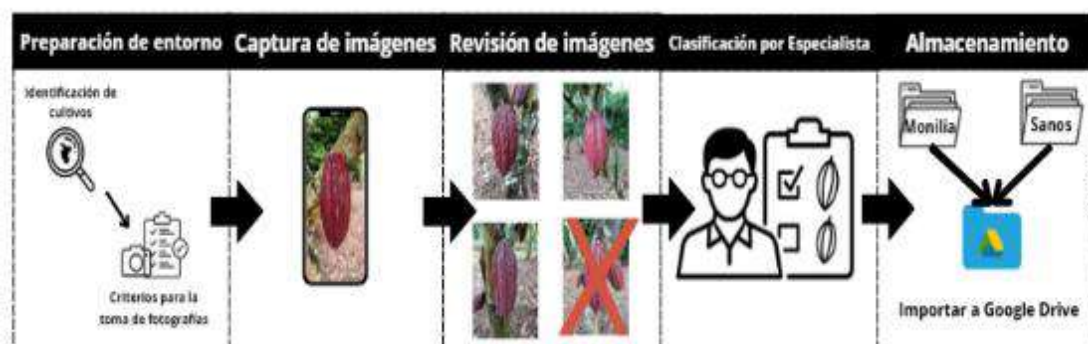 Preparación de entorno
Captura de imágenes
Revisión de imágenes
Clasificación por Especialista
Almacenamiento
Identificación de
cultivos
Criterios para la
toma de fotografías
Monilia
Sanos
Importar a Google Drive